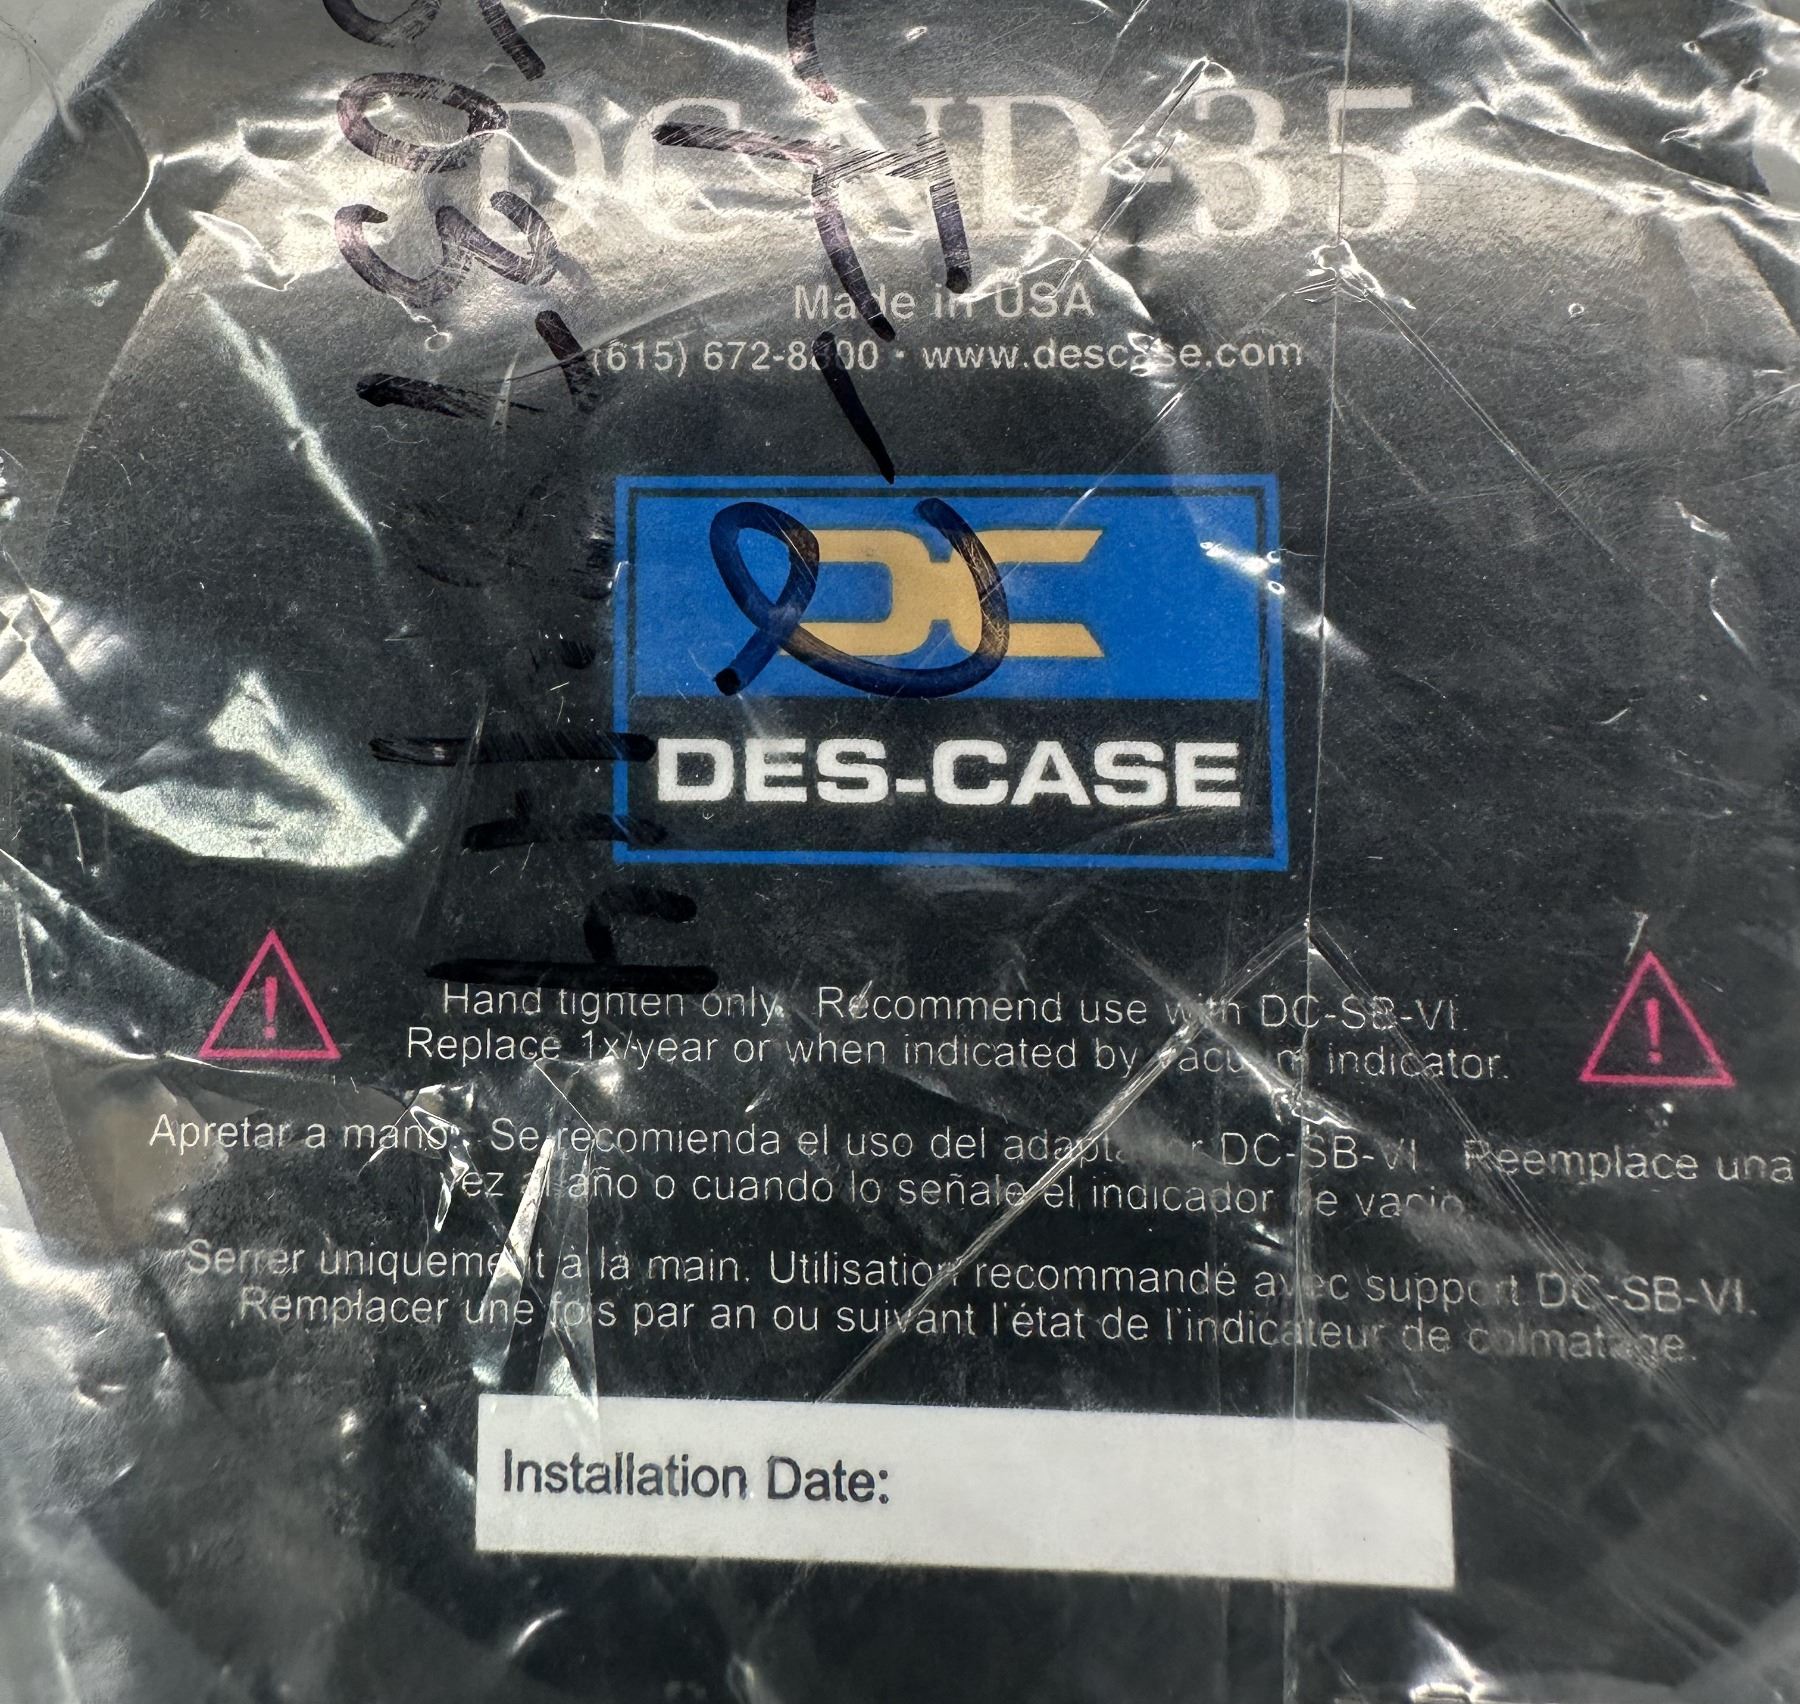 DC-ND-35
Made in USA
(615) 672-8800 · www.descase.com
DC
DES-CASE
Hand tighten only. Recommend use with DC-SB-VI.
Replace 1x/year or when indicated by vacuum indicator.
Apretar a mano. Se recomienda el uso del adaptador DC-SB-VI. Reemplace una
vez al año o cuando lo señale el indicador de vacio.
Serrer uniquement à la main. Utilisation recommandé avec support DC-SB-VI.
Remplacer une fois par an ou suivant l'état de l'indicateur de colmatage.
Installation Date: